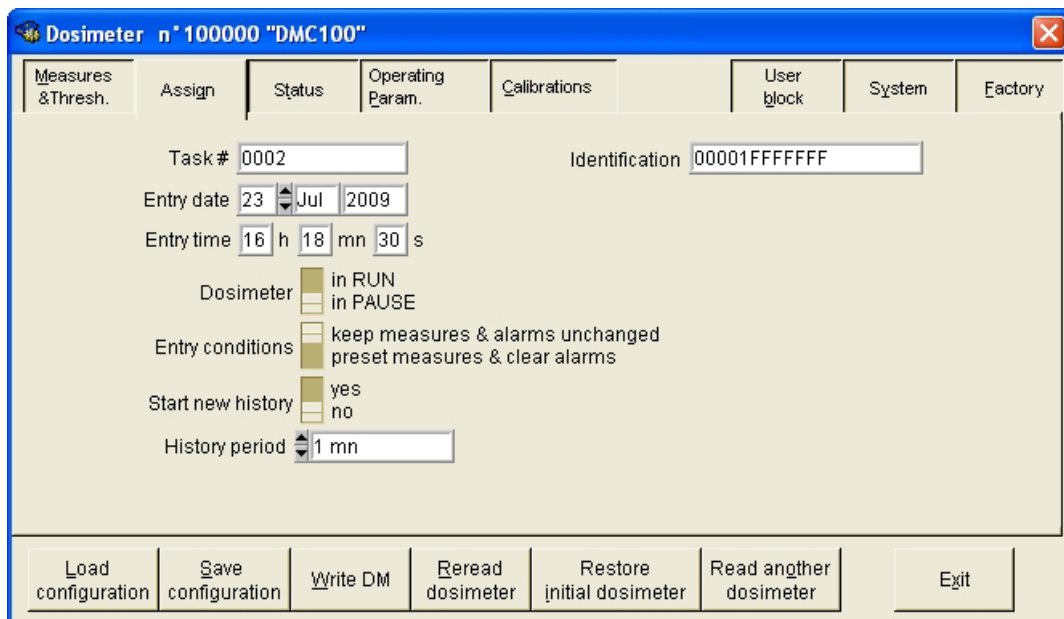 Dosimeter n°100000 "DMC100"
Measures &Thresh.
Assign
Status
Operating Param.
Calibrations
User block
System
Factory
Task # 0002
Identification 00001FFFFFFF
Entry date 23 Jul 2009
Entry time 16 h 18 mn 30 s
Dosimeter
in RUN
in PAUSE
Entry conditions
keep measures & alarms unchanged
preset measures & clear alarms
Start new history
yes
no
History period 1 mn
Load configuration
Save configuration
Write DM
Reread dosimeter
Restore initial dosimeter
Read another dosimeter
Exit